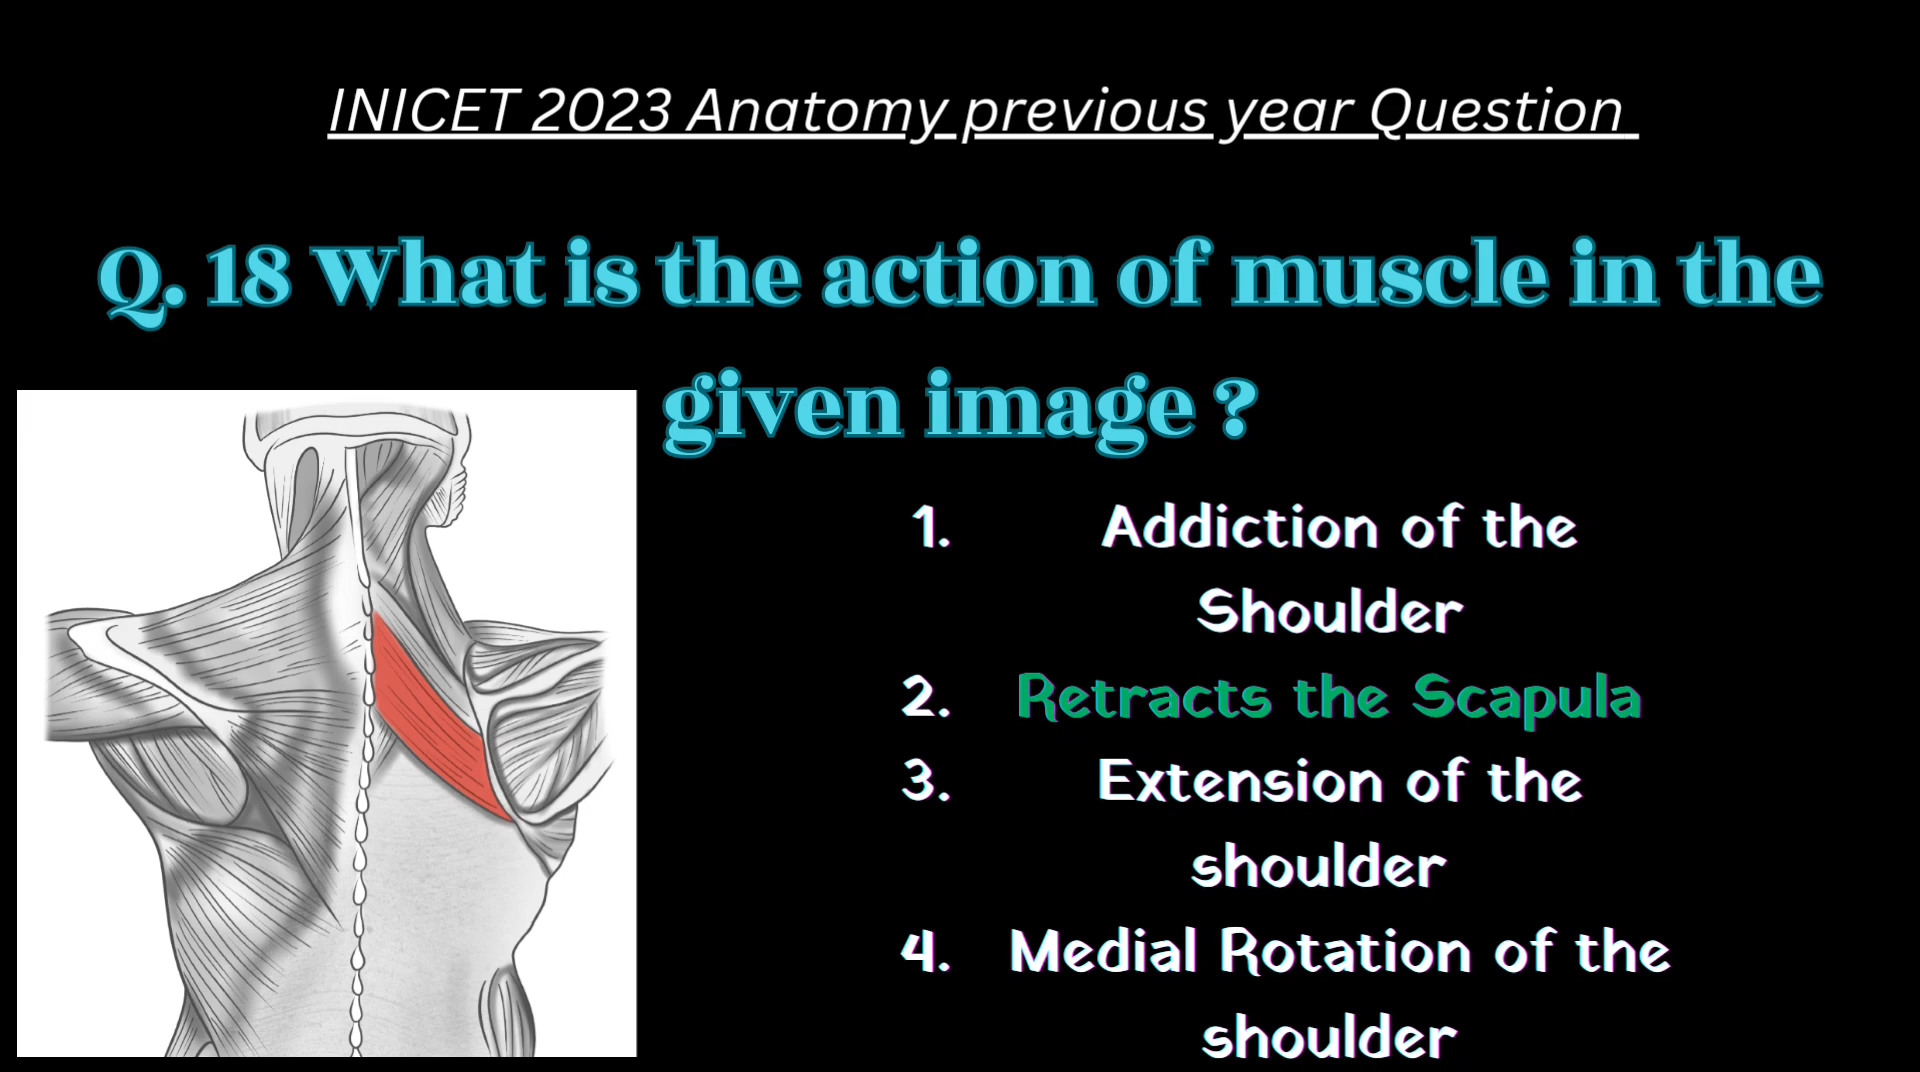 INICET 2023 Anatomy previous year Question
Q. 18 What is the action of muscle in the
given image ?
1. Addiction of the
Shoulder
2. Retracts the Scapula
3. Extension of the
shoulder
4. Medial Rotation of the
shoulder